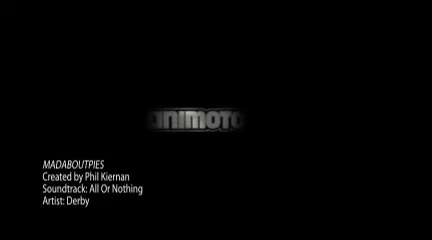 animoto
MADABOUTPIES
Created by Phil Kiernan
Soundtrack: All Or Nothing
Artist: Derby